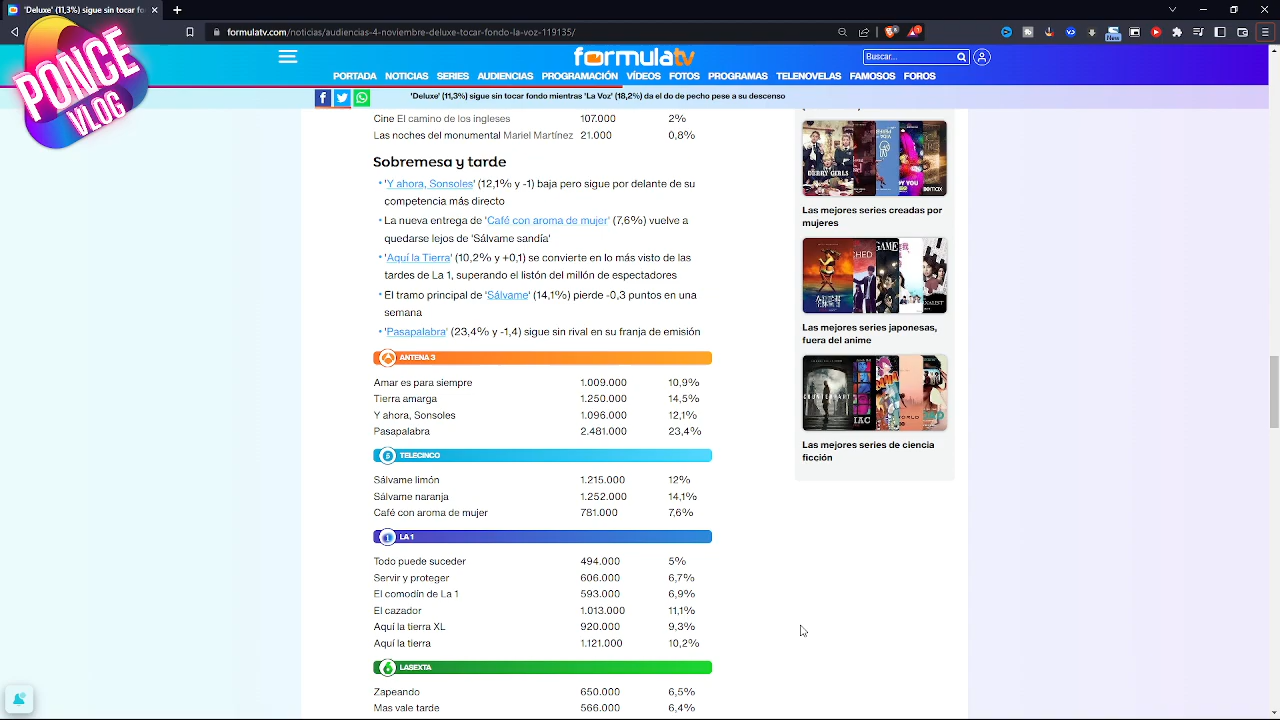 'Deluxe' (11,3%) sigue sin tocar fo
formulatv.com/noticias/audiencias-4-noviembre-deluxe-tocar-fondo-la-voz-119135/
New
PONCE
VLOG
formulatv
Buscar...
PORTADA NOTICIAS SERIES AUDIENCIAS PROGRAMACIÓN VÍDEOS FOTOS PROGRAMAS TELENOVELAS FAMOSOS FOROS
'Deluxe' (11,3%) sigue sin tocar fondo mientras 'La Voz' (18,2%) da el do de pecho pese a su descenso
Cine El camino de los ingleses 107.000 2%
Las noches del monumental Mariel Martínez 21.000 0,8%
Sobremesa y tarde
• 'Y ahora, Sonsoles' (12,1% y -1) baja pero sigue por delante de su
competencia más directo
• La nueva entrega de 'Café con aroma de mujer' (7,6%) vuelve a
quedarse lejos de 'Sálvame sandía'
• 'Aquí la Tierra' (10,2% y +0,1) se convierte en lo más visto de las
tardes de La 1, superando el listón del millón de espectadores
• El tramo principal de 'Sálvame' (14,1%) pierde -0,3 puntos en una
semana
• 'Pasapalabra' (23,4% y -1,4) sigue sin rival en su franja de emisión
ANTENA 3
Amar es para siempre 1.009.000 10,9%
Tierra amarga 1.250.000 14,5%
Y ahora, Sonsoles 1.096.000 12,1%
Pasapalabra 2.481.000 23,4%
5 TELECINCO
Sálvame limón 1.215.000 12%
Sálvame naranja 1.252.000 14,1%
Café con aroma de mujer 781.000 7,6%
1 LA 1
Todo puede suceder 494.000 5%
Servir y proteger 606.000 6,7%
El comodín de La 1 593.000 6,9%
El cazador 1.013.000 11,1%
Aquí la tierra XL 920.000 9,3%
Aquí la tierra 1.121.000 10,2%
6 LASEXTA
Zapeando 650.000 6,5%
Mas vale tarde 566.000 6,4%
DERRY GIRLS
Las mejores series creadas por
mujeres
GAME
Las mejores series japonesas,
fuera del anime
COUNTERPART
Las mejores series de ciencia
ficción